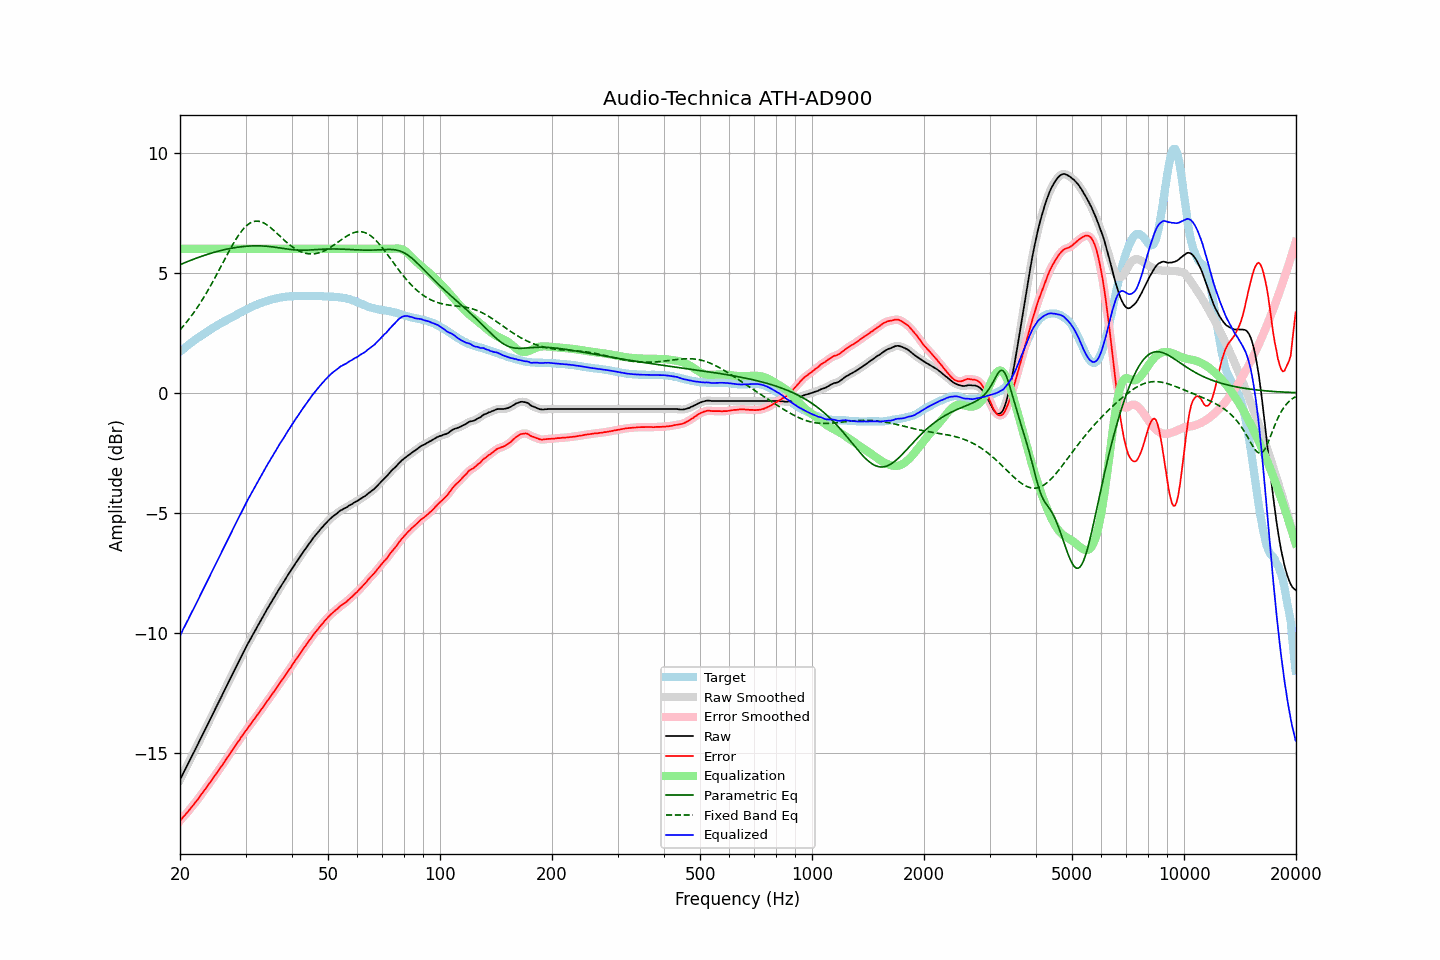 Audio-Technica ATH-AD900
Amplitude (dBr)
10
5
0
−5
−10
−15
Target
Raw Smoothed
Error Smoothed
Raw
Error
Equalization
Parametric Eq
Fixed Band Eq
Equalized
20 50 100 200 500 1000 2000 5000 10000 20000
Frequency (Hz)